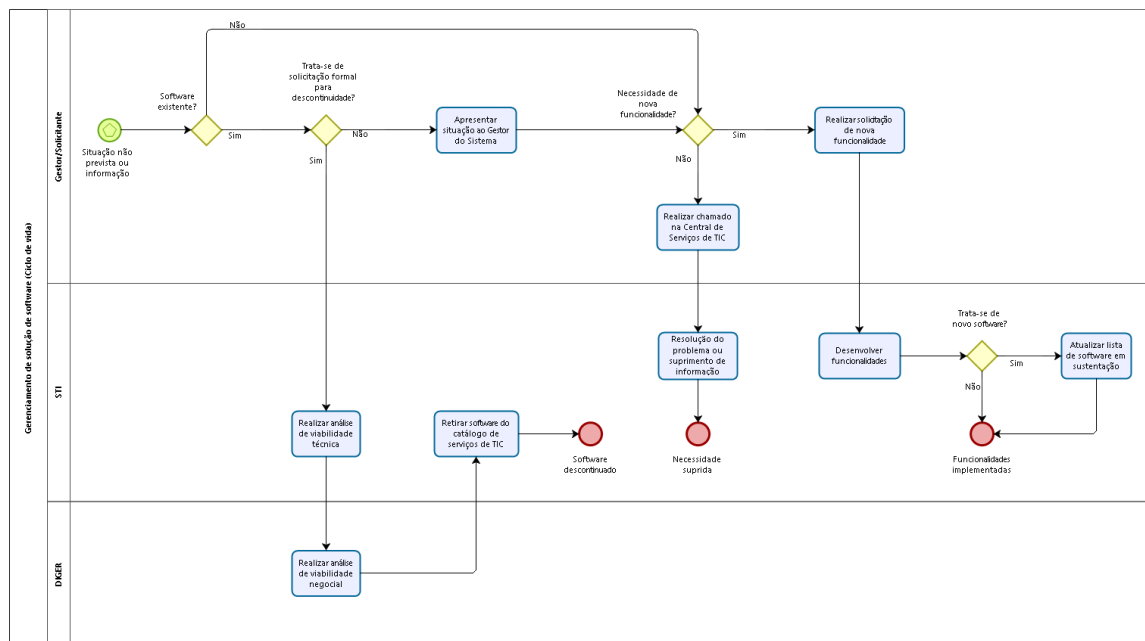 Gerenciamento de solução de software (Ciclo de vida)
Gestor/Solicitante
Não
Trata-se de
solicitação formal
para
descontinuidade?
Software
existente?
Necessidade de
nova
funcionalidade?
Situação não
prevista ou
informação
Sim
Não
Sim
Apresentar
situação ao Gestor
do Sistema
Sim
Não
Realizar solicitação
de nova
funcionalidade
Realizar chamado
na Central de
Serviços de TIC
STI
Resolução do
problema ou
suprimento de
informação
Desenvolver
funcionalidades
Trata-se de
novo software?
Sim
Não
Atualizar lista
de software em
sustentação
Realizar análise
de viabilidade
técnica
Retirar software do
catálogo de
serviços de TIC
Software
descontinuado
Necessidade
suprida
Funcionalidades
implementadas
DIGER
Realizar análise
de viabilidade
negocial